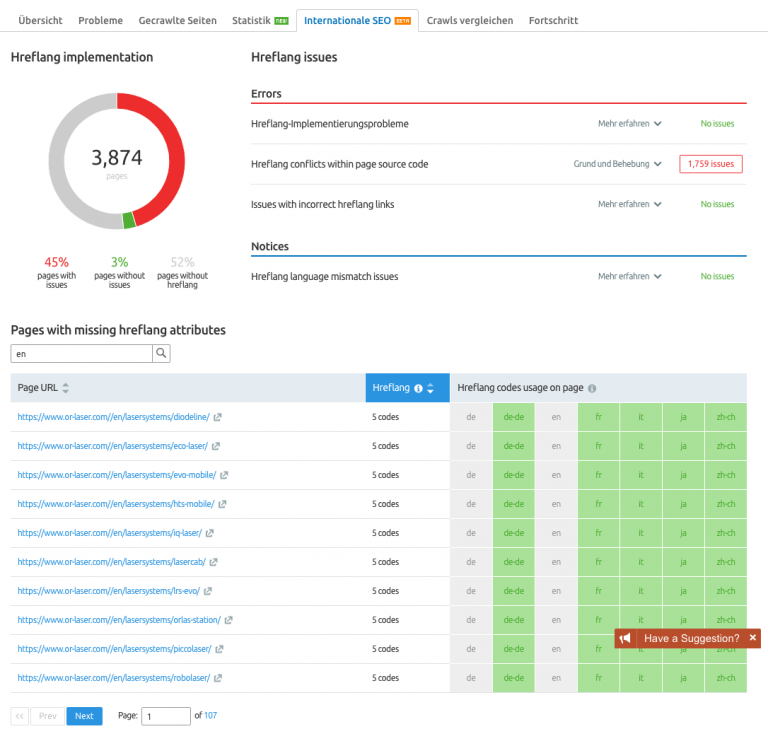 Übersicht Probleme Gecrawlte Seiten Statistik NEU! Internationale SEO BETA Crawls vergleichen Fortschritt
Hreflang implementation
3,874
pages
45% 3% 52%
pages with issues
pages without issues
pages without hreflang
Hreflang issues
Errors
Hreflang-Implementierungsprobleme Mehr erfahren No issues
Hreflang conflicts within page source code Grund und Behebung 1,759 issues
Issues with incorrect hreflang links Mehr erfahren No issues
Notices
Hreflang language mismatch issues Mehr erfahren No issues
Pages with missing hreflang attributes
en
Page URL Hreflang Hreflang codes usage on page
https://www.or-laser.com//en/lasersystems/diodeline/ 5 codes de de-de en fr it ja zh-ch
https://www.or-laser.com//en/lasersystems/eco-laser/ 5 codes de de-de en fr it ja zh-ch
https://www.or-laser.com//en/lasersystems/evo-mobile/ 5 codes de de-de en fr it ja zh-ch
https://www.or-laser.com//en/lasersystems/hts-mobile/ 5 codes de de-de en fr it ja zh-ch
https://www.or-laser.com//en/lasersystems/iq-laser/ 5 codes de de-de en fr it ja zh-ch
https://www.or-laser.com//en/lasersystems/lasercab/ 5 codes de de-de en fr it ja zh-ch
https://www.or-laser.com//en/lasersystems/lrs-evo/ 5 codes de de-de en fr it ja zh-ch
https://www.or-laser.com//en/lasersystems/orlas-station/ 5 codes de de-de en fr it ja zh-ch
Have a Suggestion? ×
https://www.or-laser.com//en/lasersystems/piccolaser/ 5 codes de de-de en fr it ja zh-ch
https://www.or-laser.com//en/lasersystems/robolaser/ 5 codes de de-de en fr it ja zh-ch
<< Prev Next Page: 1 of 107